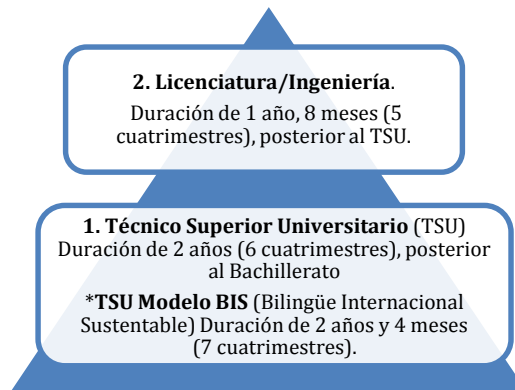 2. Licenciatura/Ingeniería.
Duración de 1 año, 8 meses (5
cuatrimestres), posterior al TSU.
1. Técnico Superior Universitario (TSU)
Duración de 2 años (6 cuatrimestres), posterior
al Bachillerato
*TSU Modelo BIS (Bilingüe Internacional
Sustentable) Duración de 2 años y 4 meses
(7 cuatrimestres).